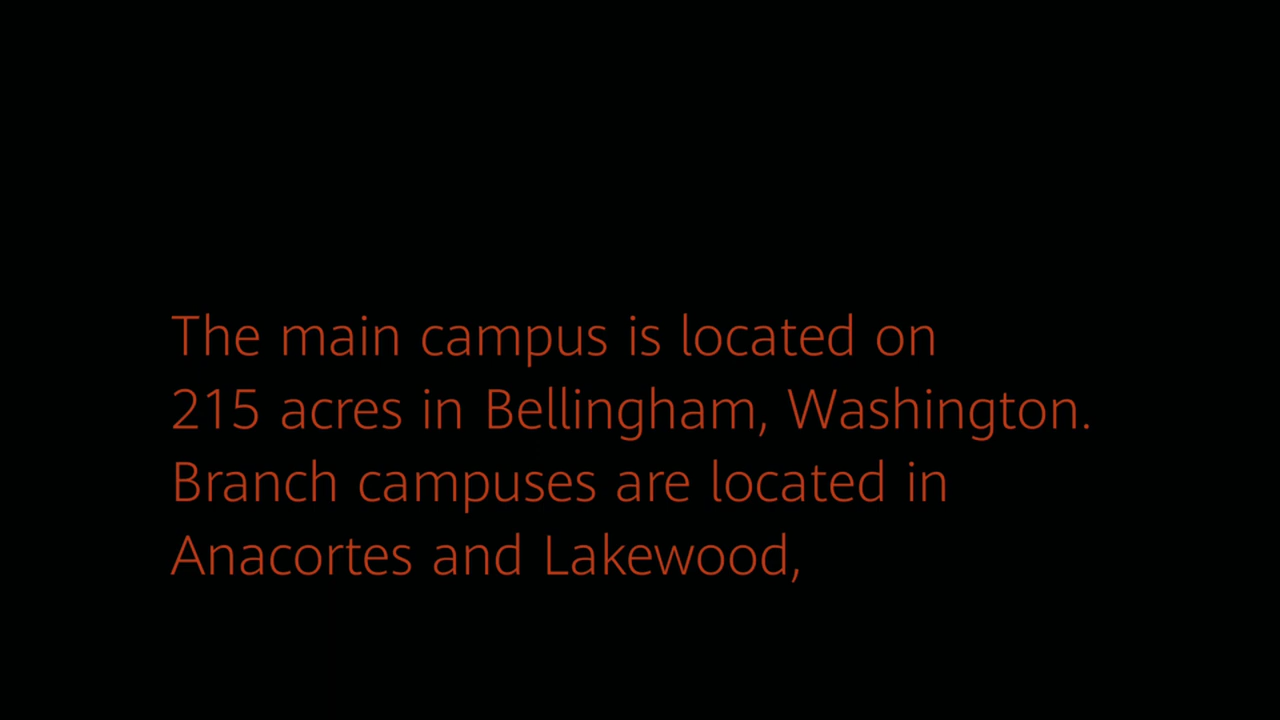 The main campus is located on
215 acres in Bellingham, Washington.
Branch campuses are located in
Anacortes and Lakewood,